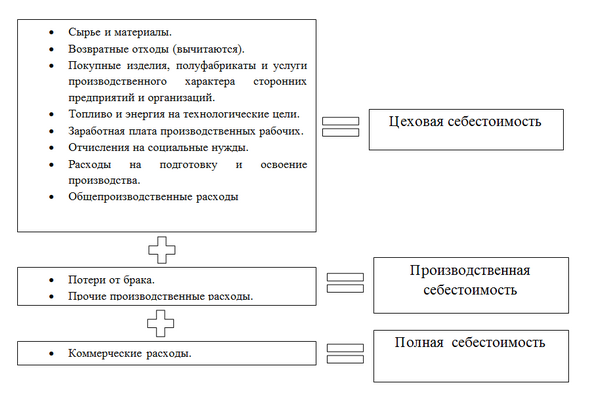 Сырье и материалы.
Возвратные отходы (вычитаются).
Покупные изделия, полуфабрикаты и услуги
производственного характера сторонних
предприятий и организаций.
Топливо и энергия на технологические цели.
Заработная плата производственных рабочих.
Отчисления на социальные нужды.
Расходы на подготовку и освоение
производства.
Общепроизводственные расходы
Цеховая себестоимость
Потери от брака.
Прочие производственные расходы.
Производственная
себестоимость
Коммерческие расходы.
Полная себестоимость